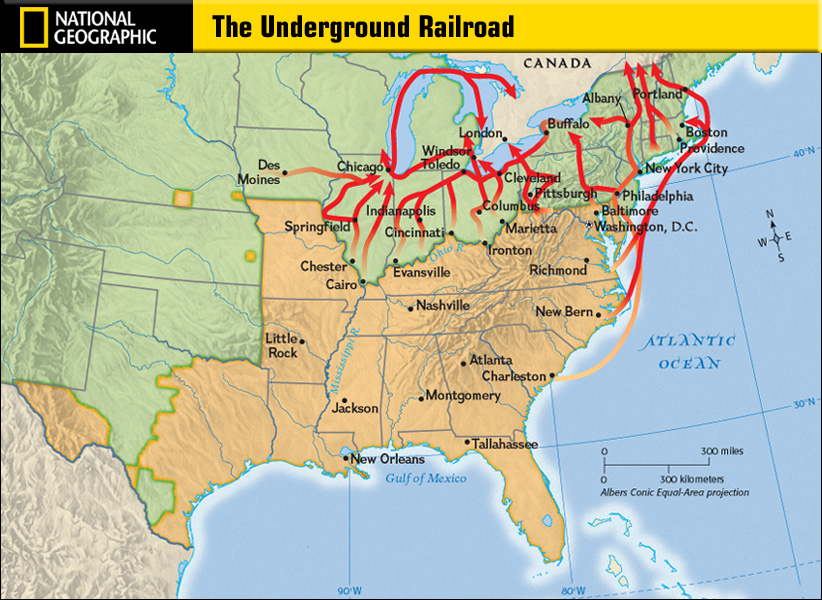 NATIONAL
GEOGRAPHIC
The Underground Railroad
CANADA
Portland
Albany
Buffalo
London
Boston
Providence
Windsor
Toledo
Chicago
Des
Moines
New York City
40°N
Cleveland
Pittsburgh
Philadelphia
Indianapolis
Columbus
Baltimore
Springfield
Cincinnati
Marietta
Washington, D.C.
N
W E
S
Ohio R.
Ironton
Chester
Evansville
Richmond
Cairo
Nashville
New Bern
Mississippi R.
Little
Rock
ATLANTIC
OCEAN
Atlanta
Charleston
Montgomery
Jackson
30°N
Tallahassee
New Orleans
0 300 miles
0 300 kilometers
Albers Conic Equal-Area projection
Gulf of Mexico
90°W
80°W